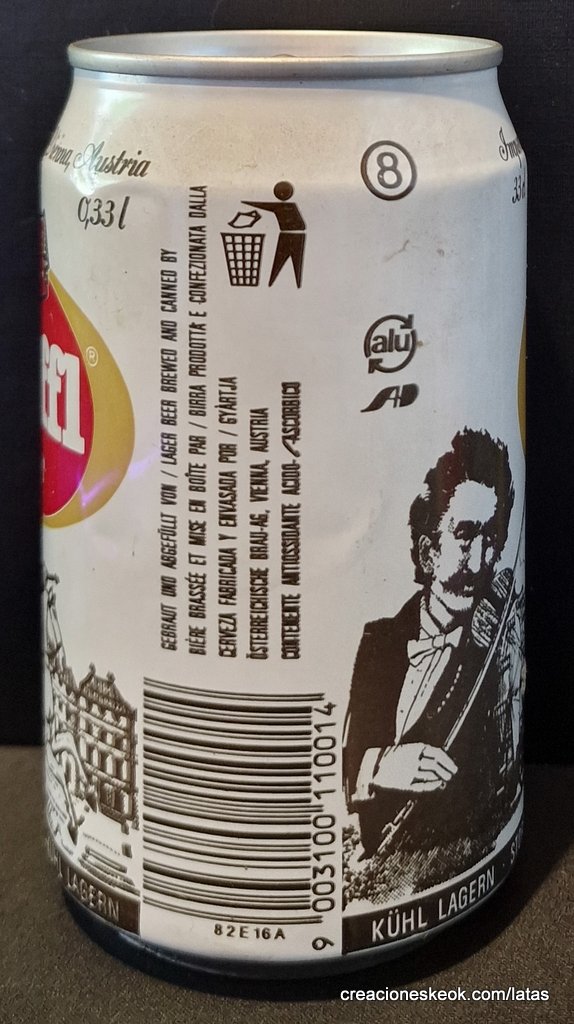 Austria
0,33 l
8
ffl
®
alu
GEBRAUT UND ABGEFÜLLT VON / LAGER BEER BREWED AND CANNED BY
BIÈRE BRASSÉE ET MISE EN BOÎTE PAR / BIRRA PRODOTTA E CONFEZIONATA DALLA
CERVEZA FABRICADA Y ENVASADA POR / GYÁRTJA
ÖSTERREICHISCHE BRAU-AG, VIENNA, AUSTRIA
CONTENENTE ANTIOSSIDANTE ACIDO-ASCORBICO
9 003100 110014
82E16A
LAGERN
KÜHL LAGERN · 
creacioneskeok.com/latas